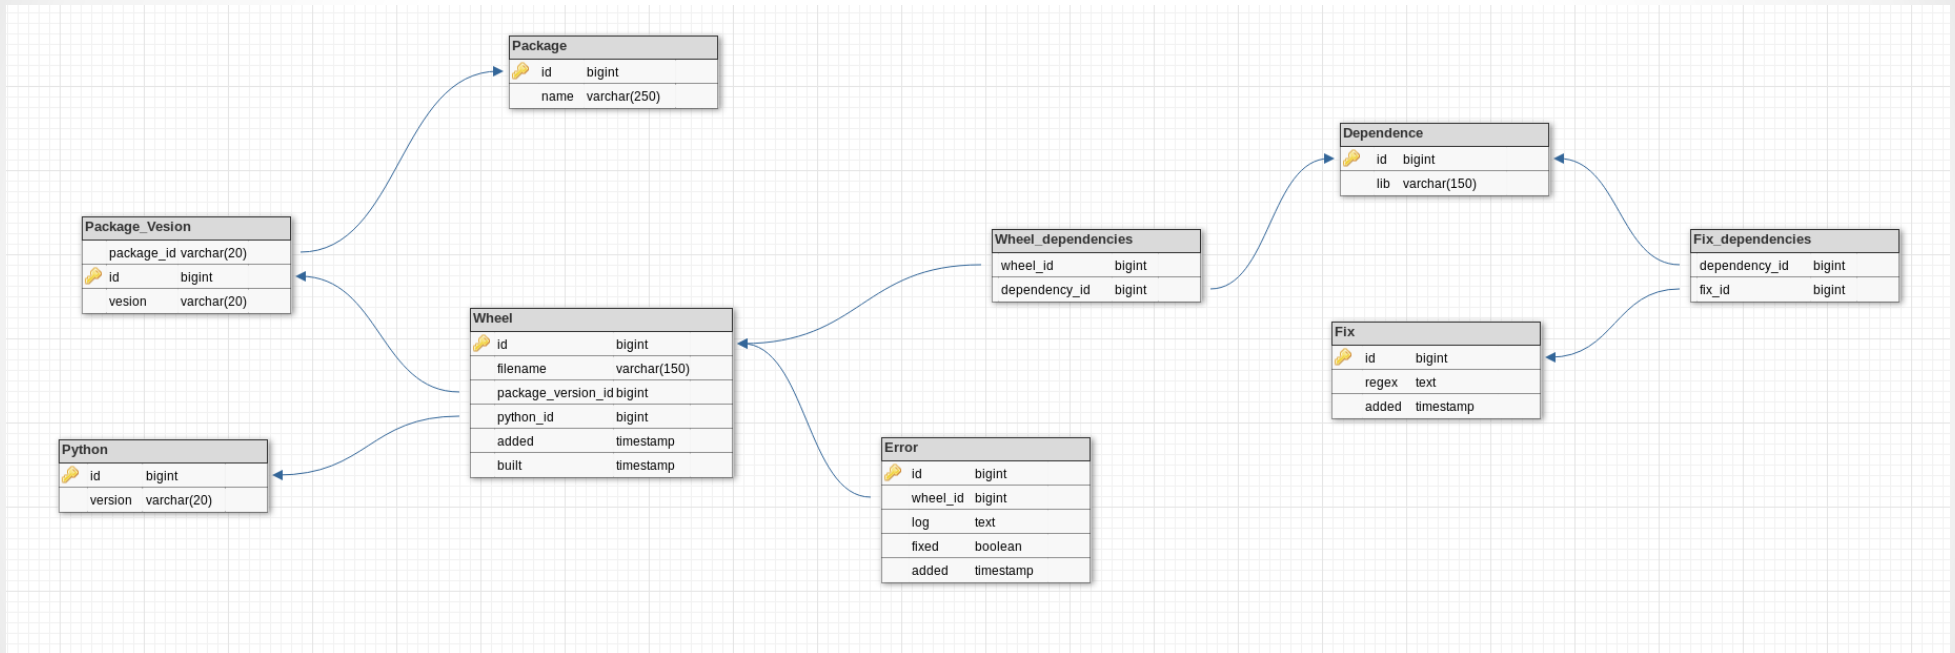 Package
id bigint
name varchar(250)
Package_Vesion
package_id varchar(20)
id bigint
vesion varchar(20)
Python
id bigint
version varchar(20)
Wheel
id bigint
filename varchar(150)
package_version_id bigint
python_id bigint
added timestamp
built timestamp
Wheel_dependencies
wheel_id bigint
dependency_id bigint
Error
id bigint
wheel_id bigint
log text
fixed boolean
added timestamp
Dependence
id bigint
lib varchar(150)
Fix
id bigint
regex text
added timestamp
Fix_dependencies
dependency_id bigint
fix_id bigint